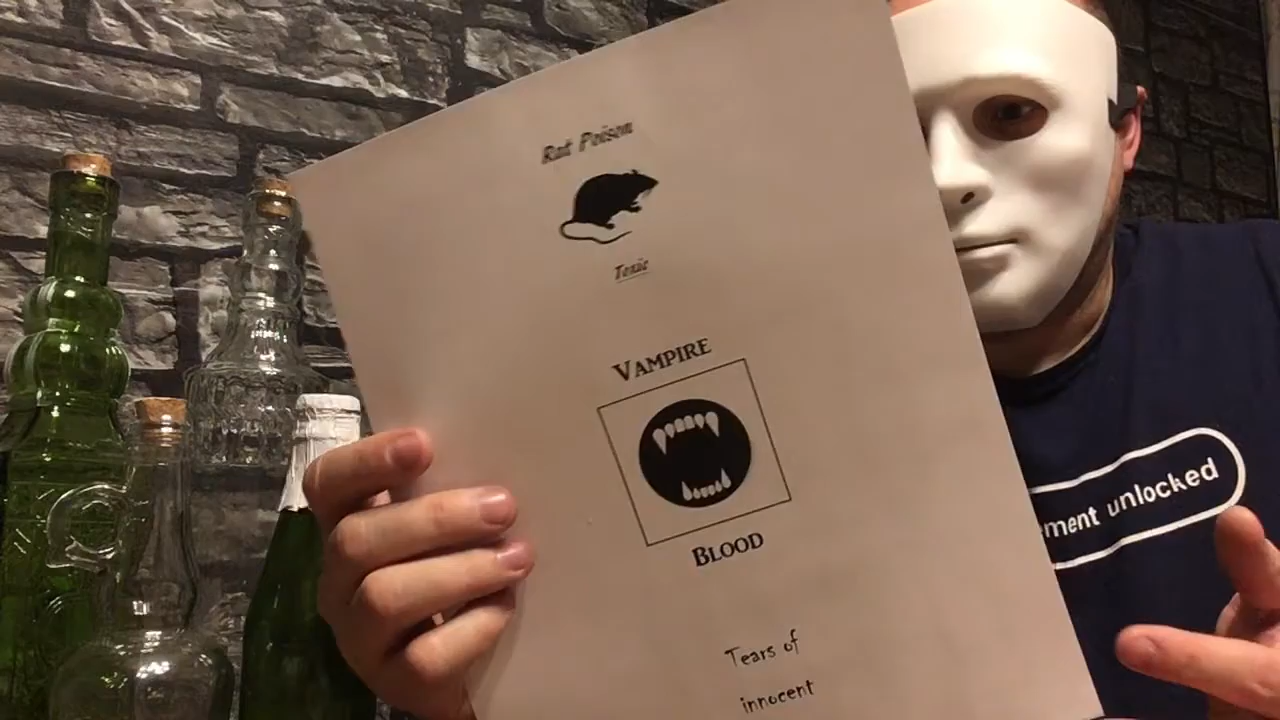 Rat Poison
Toxic
VAMPIRE
BLOOD
Tears of
innocent
ment unlocked